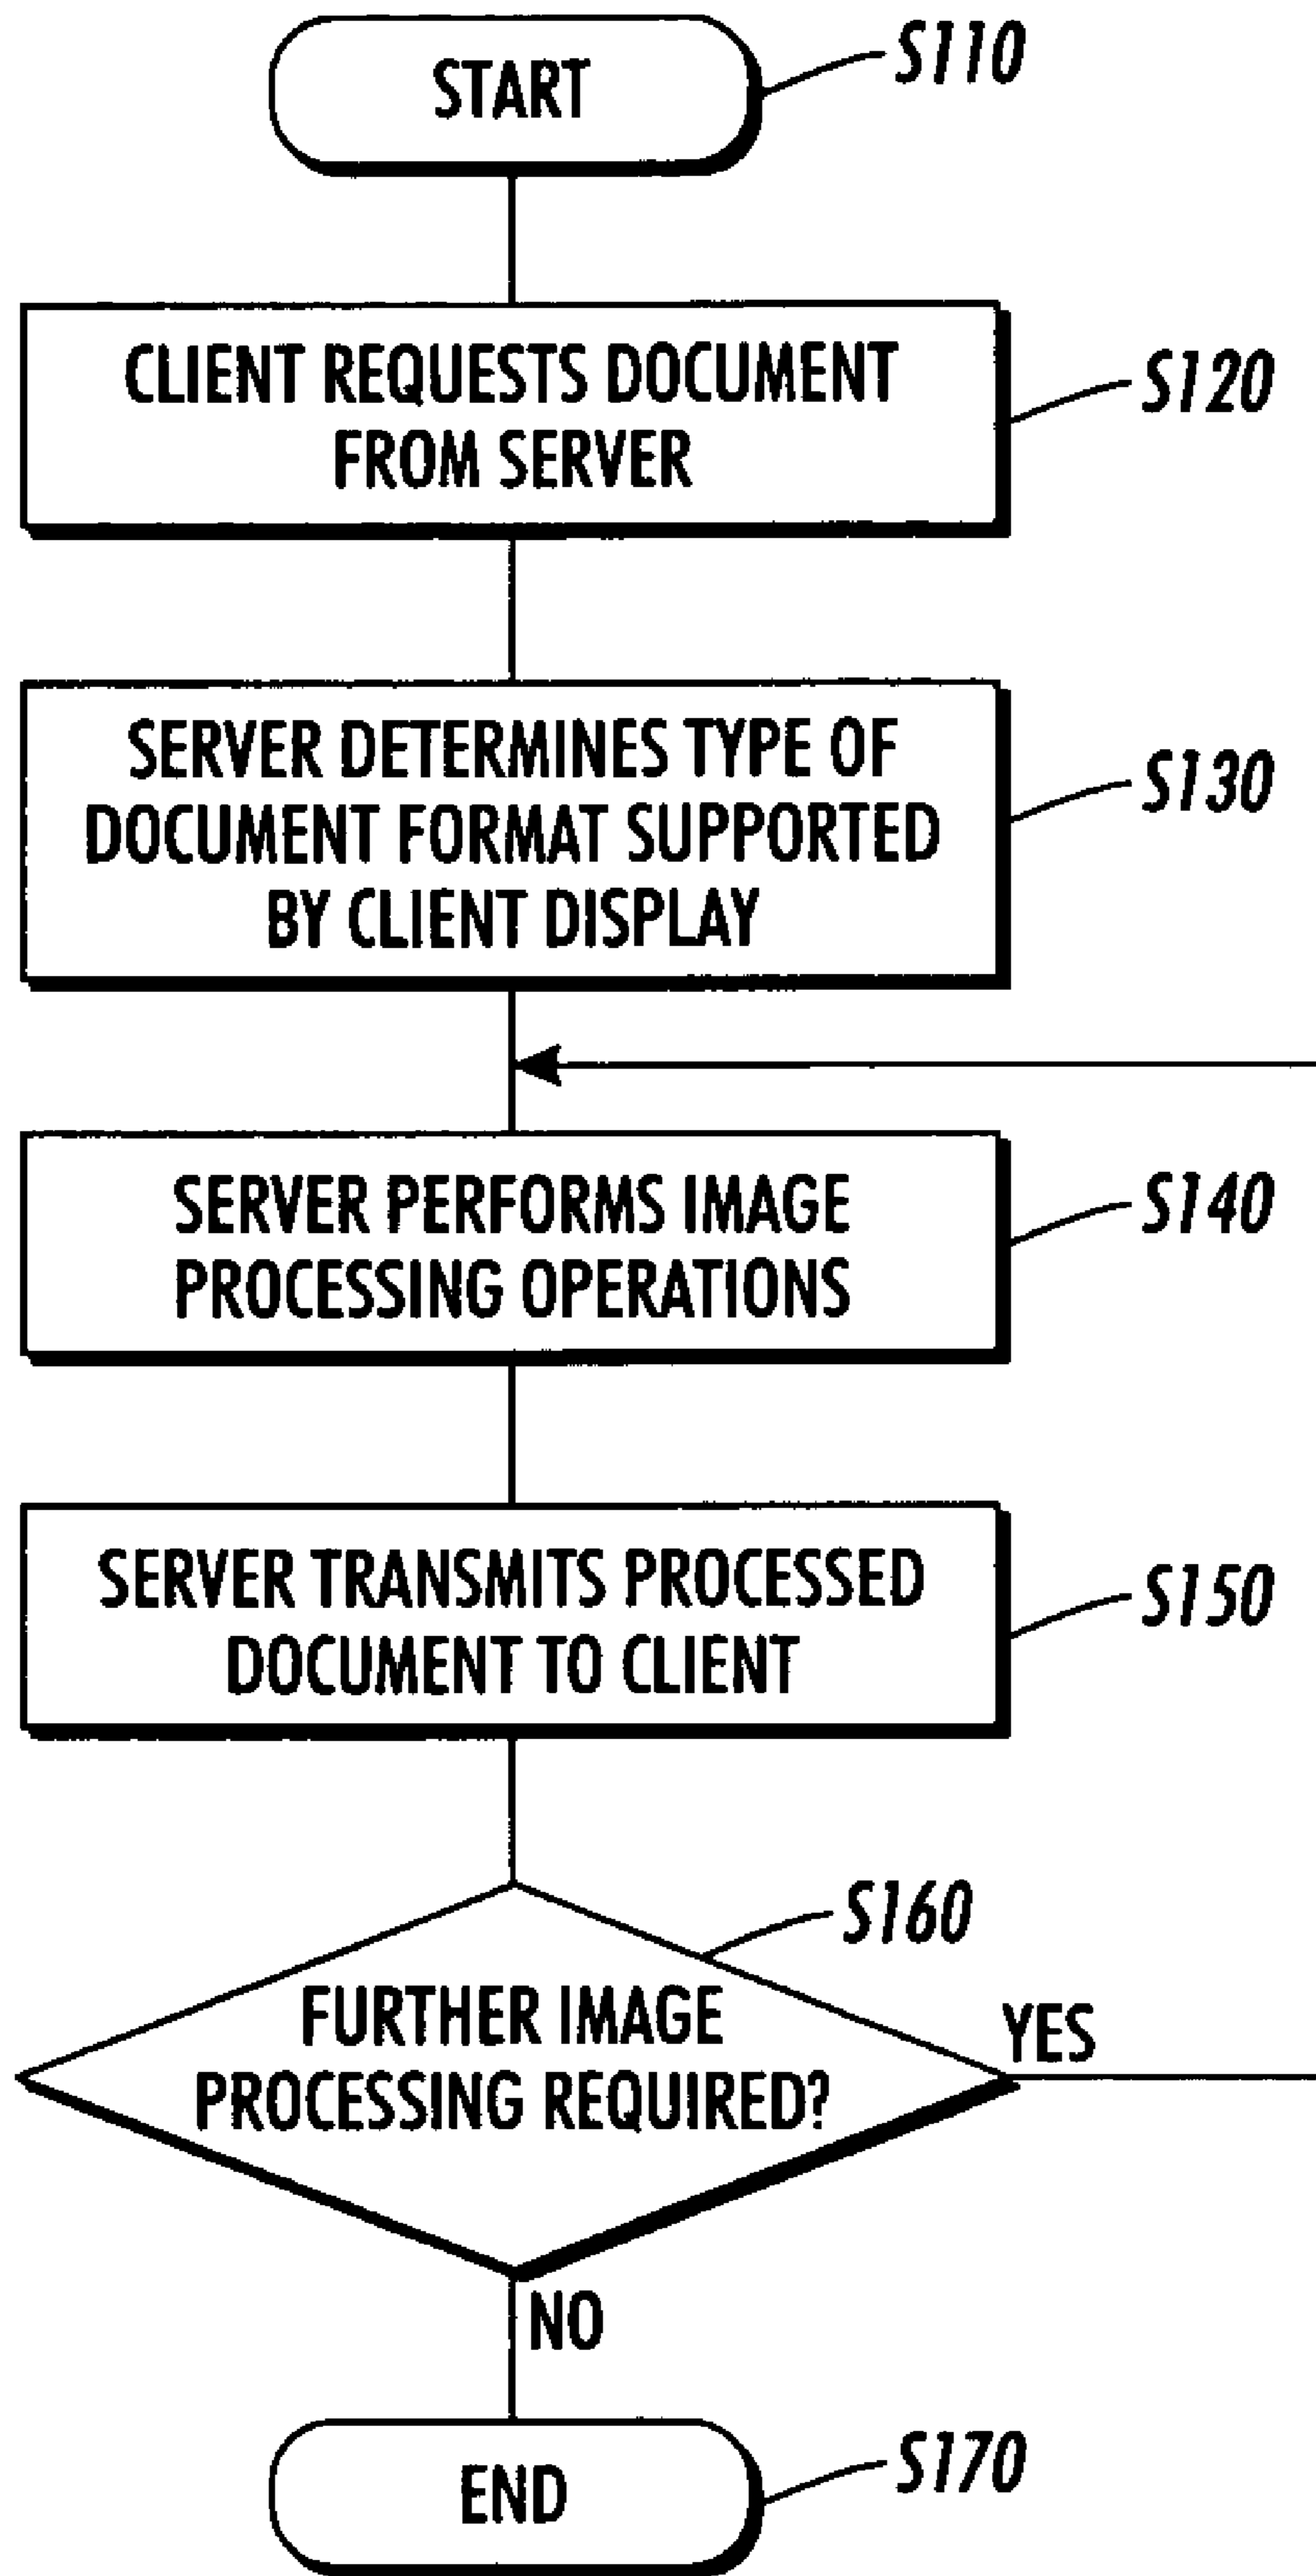 START
S110
CLIENT REQUESTS DOCUMENT
FROM SERVER
S120
SERVER DETERMINES TYPE OF
DOCUMENT FORMAT SUPPORTED
BY CLIENT DISPLAY
S130
SERVER PERFORMS IMAGE
PROCESSING OPERATIONS
S140
SERVER TRANSMITS PROCESSED
DOCUMENT TO CLIENT
S150
S160
FURTHER IMAGE
PROCESSING REQUIRED?
YES
NO
END
S170